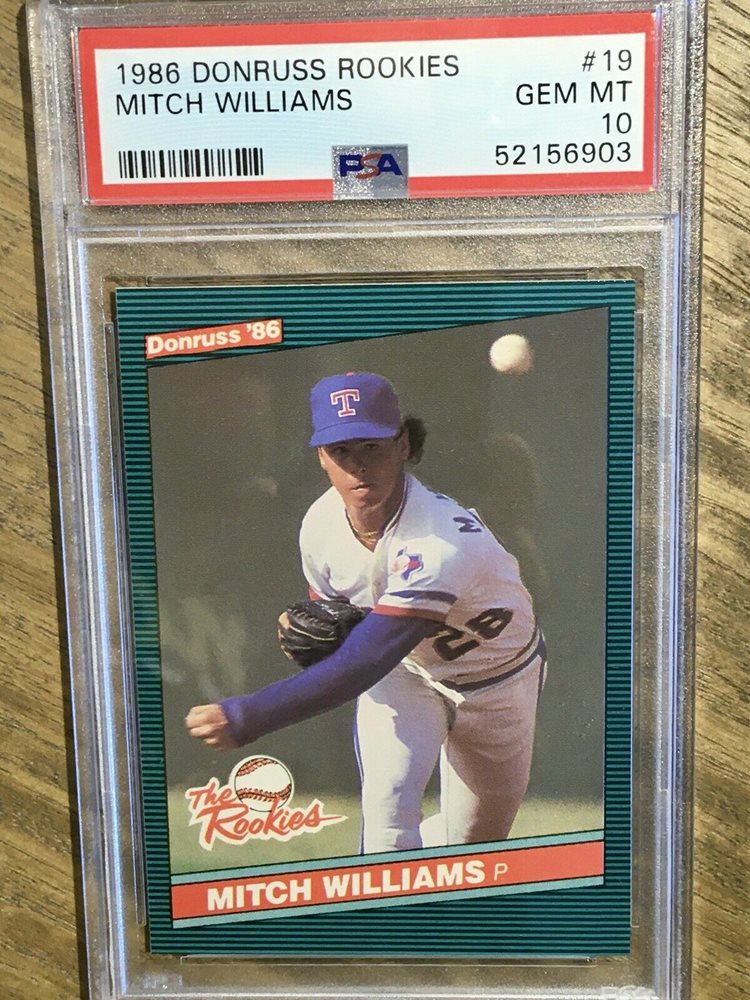 1986 DONRUSS ROOKIES #19
MITCH WILLIAMS GEM MT
10
PSA 52156903
Donruss '86
T
28
The
Rookies
MITCH WILLIAMS P